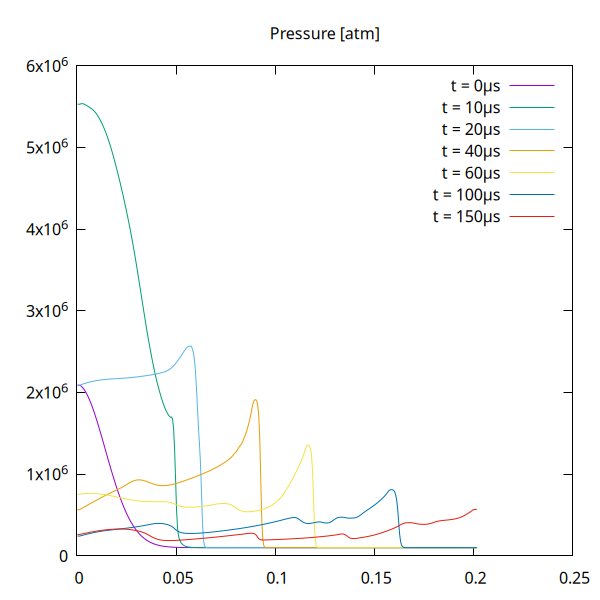 Pressure [atm]
6x10⁶
5x10⁶
4x10⁶
3x10⁶
2x10⁶
1x10⁶
0
t = 0µs
t = 10µs
t = 20µs
t = 40µs
t = 60µs
t = 100µs
t = 150µs
0 0.05 0.1 0.15 0.2 0.25